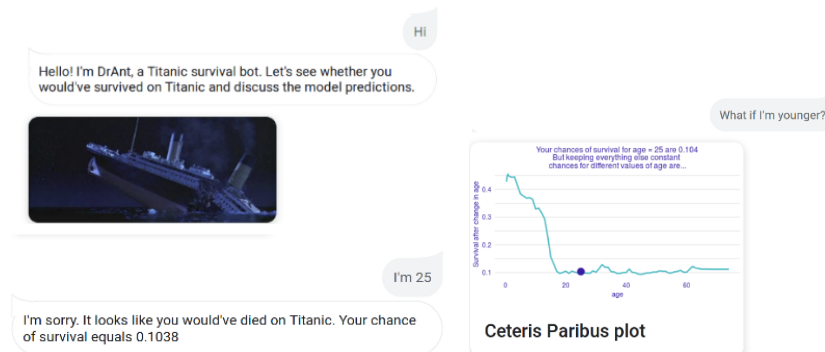 Hi
Hello! I'm DrAnt, a Titanic survival bot. Let's see whether you
would've survived on Titanic and discuss the model predictions.
I'm 25
I'm sorry. It looks like you would've died on Titanic. Your chance
of survival equals 0.1038
What if I'm younger?
Your chances of survival for age = 25 are 0.104
But keeping everything else constant
chances for different values of age are...
Survival after change in age
0.4
0.3
0.2
0.1
0
20
40
60
age
Ceteris Paribus plot